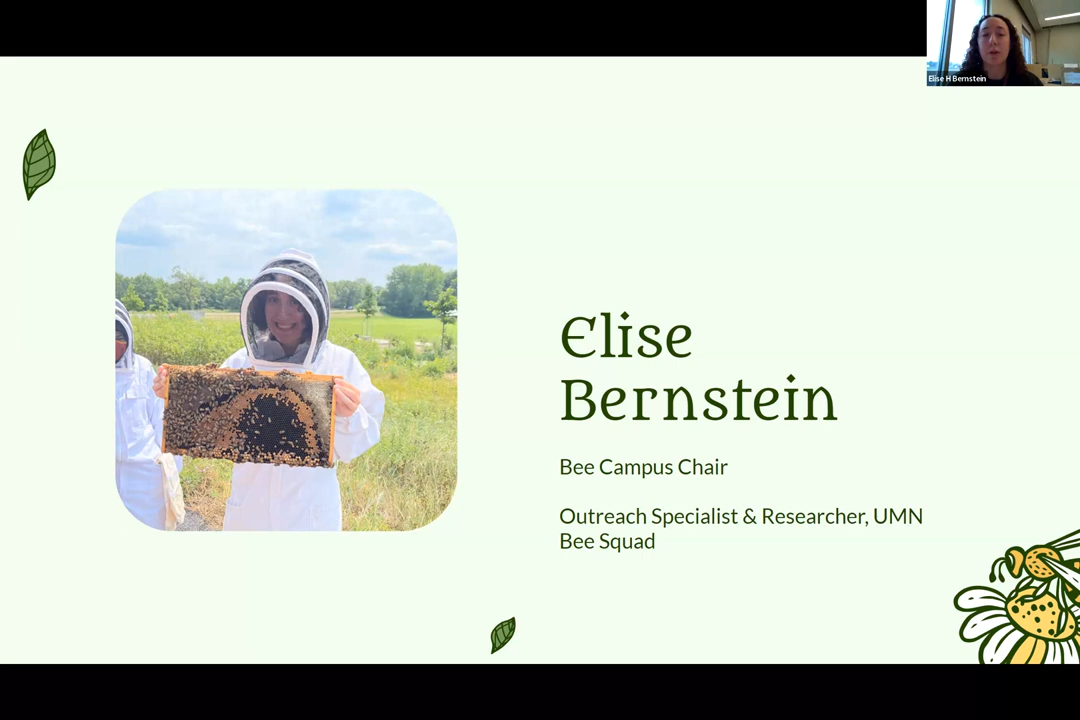 Elise H Bernstein
Elise
Bernstein
Bee Campus Chair
Outreach Specialist & Researcher, UMN
Bee Squad